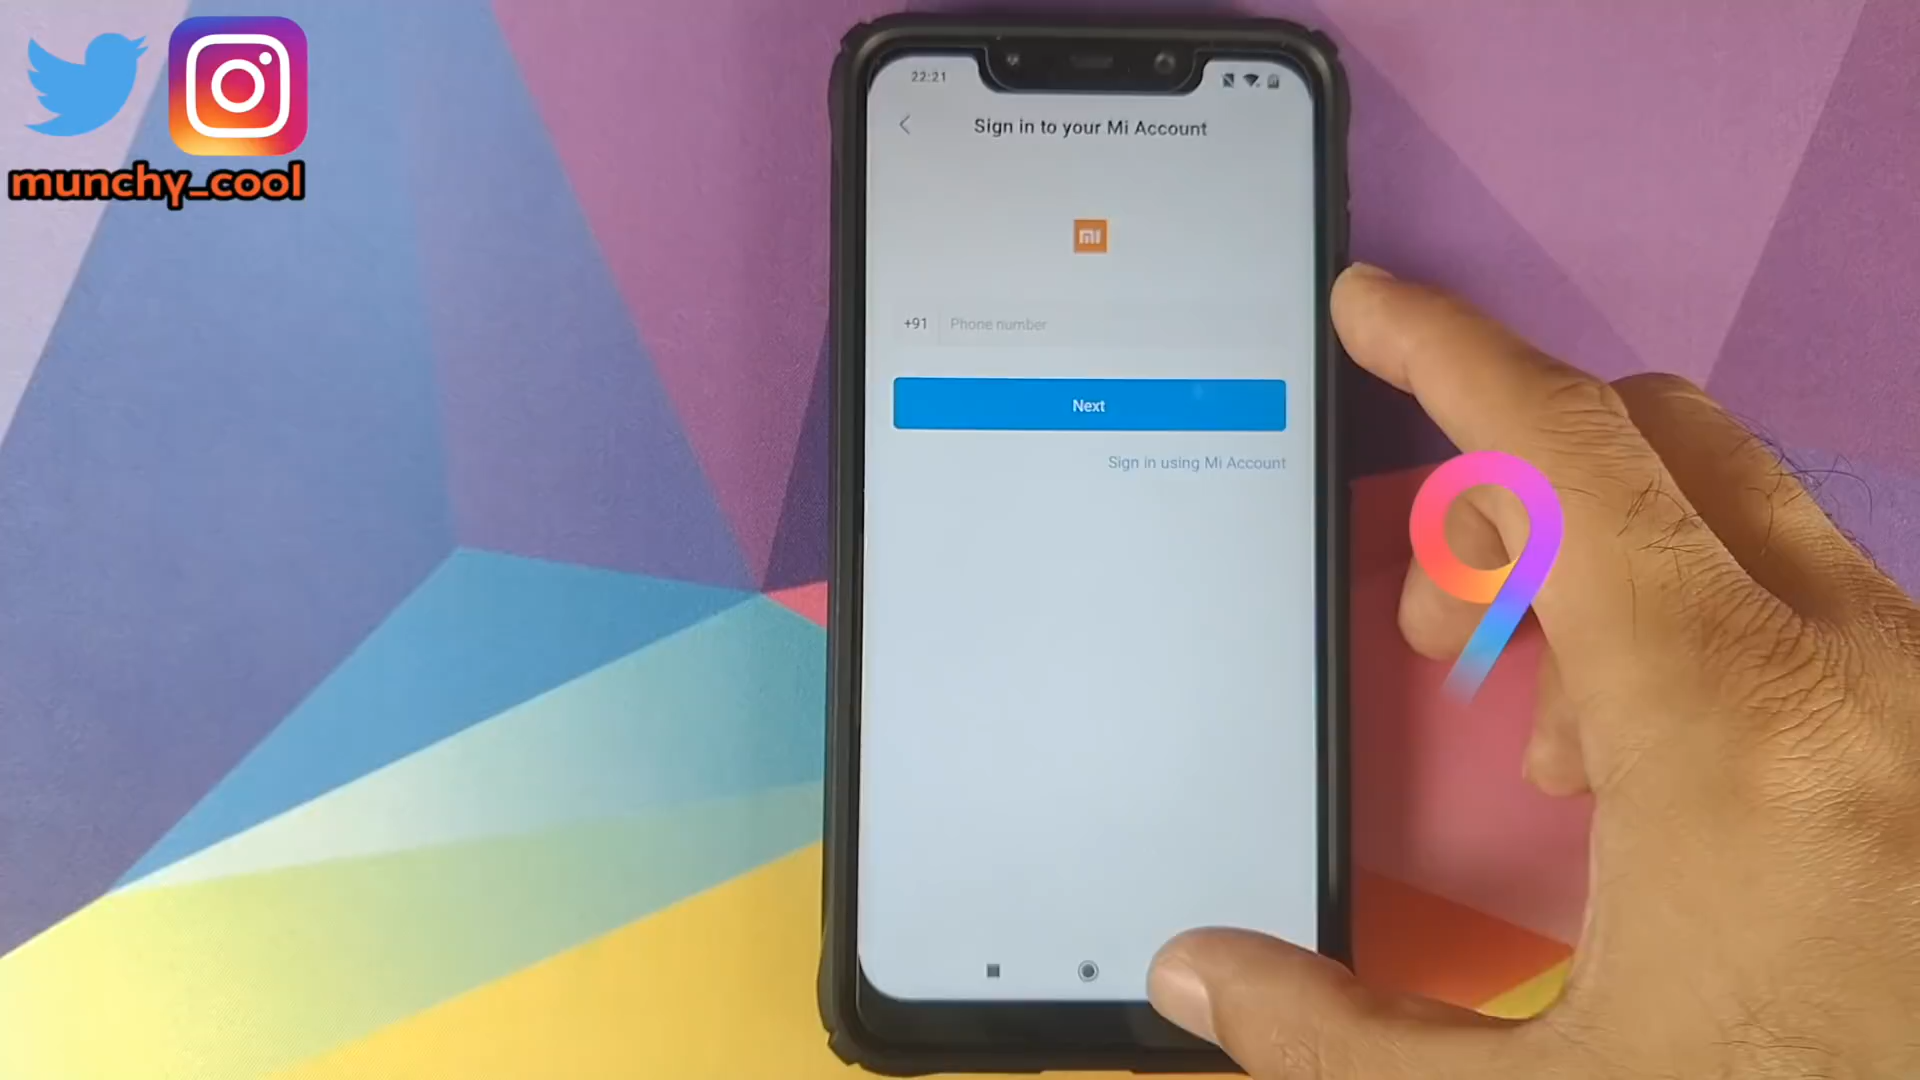 munchy_cool
22:21
Sign in to your Mi Account
mi
+91 Phone number
Next
Sign in using Mi Account
9